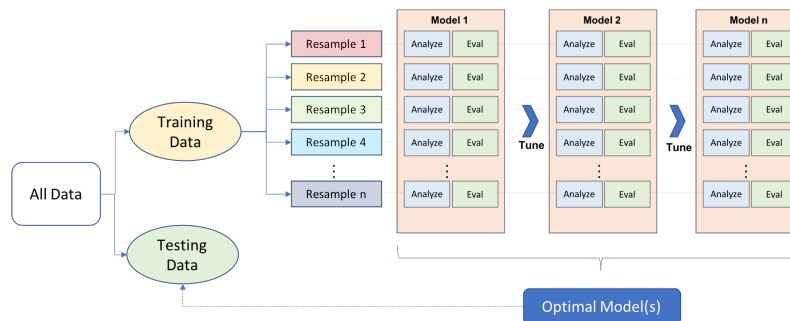 Model 1
Model 2
Model n
Resample 1
Analyze Eval
Analyze Eval
Analyze Eval
Resample 2
Analyze Eval
Analyze Eval
Analyze Eval
Training
Data
Resample 3
Analyze Eval
Analyze Eval
Analyze Eval
Resample 4
Analyze Eval
Tune
Analyze Eval
Tune
Analyze Eval
⋮
⋮
⋮
⋮
All Data
Resample n
Analyze Eval
Analyze Eval
Analyze Eval
Testing
Data
Optimal Model(s)